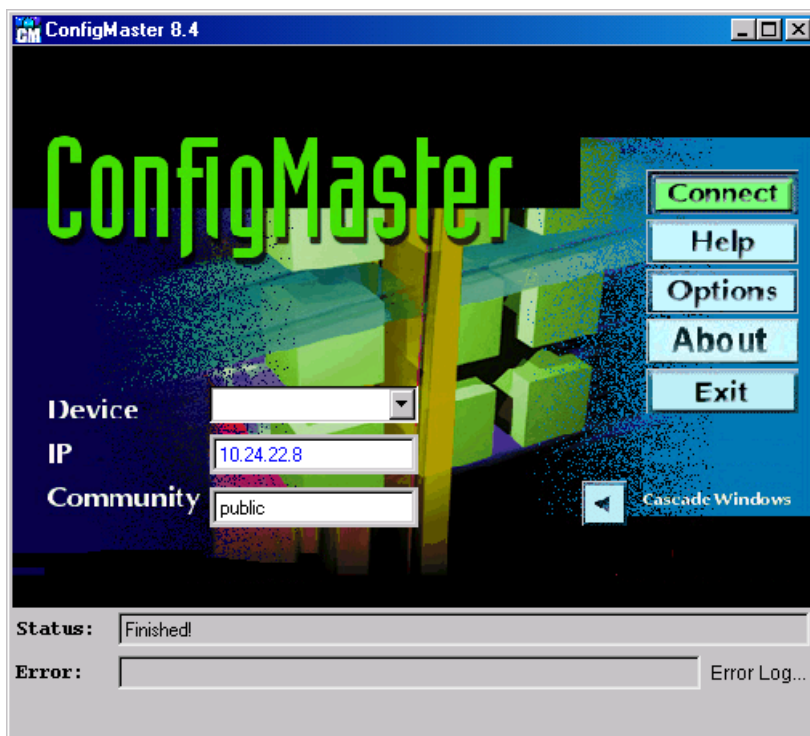 CM ConfigMaster 8.4
ConfigMaster
Connect
Help
Options
About
Exit
Device
IP 10.24.22.8
Community public
Cascade Windows
Status: Finished!
Error: Error Log...